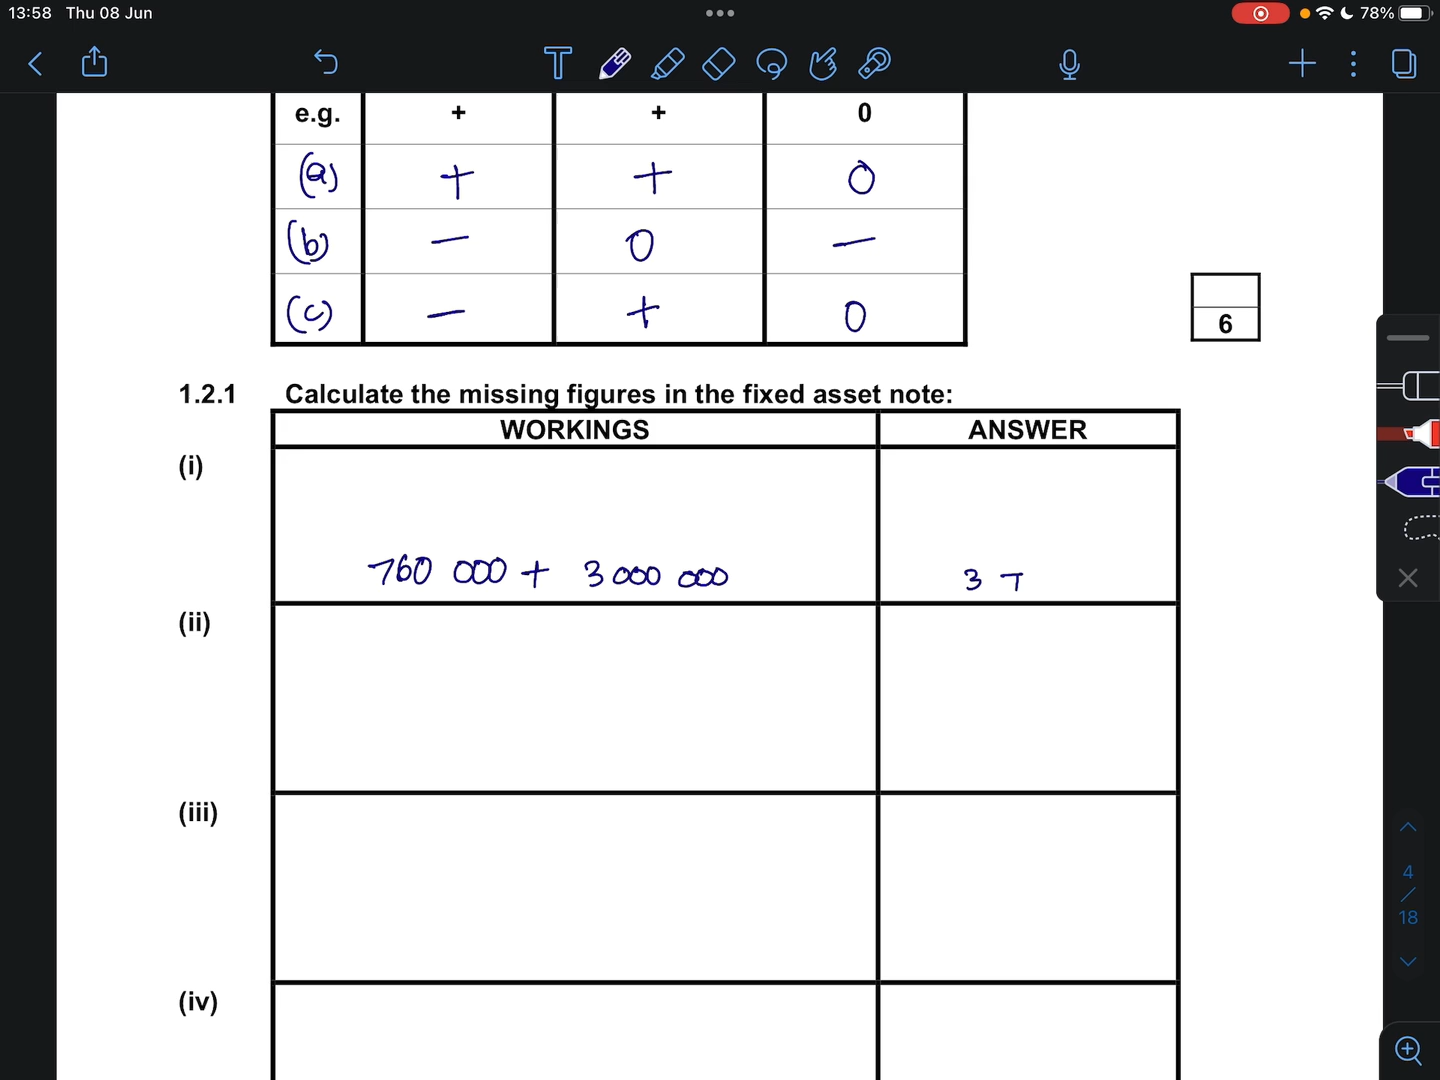 13:58 Thu 08 Jun 78%
e.g. + + 0
(a) + + 0
(b) − 0 −
(c) − + 0
6
1.2.1 Calculate the missing figures in the fixed asset note:
WORKINGS ANSWER
(i)
760 000 + 3 000 000 3 7
(ii)
(iii)
4
/
18
(iv)